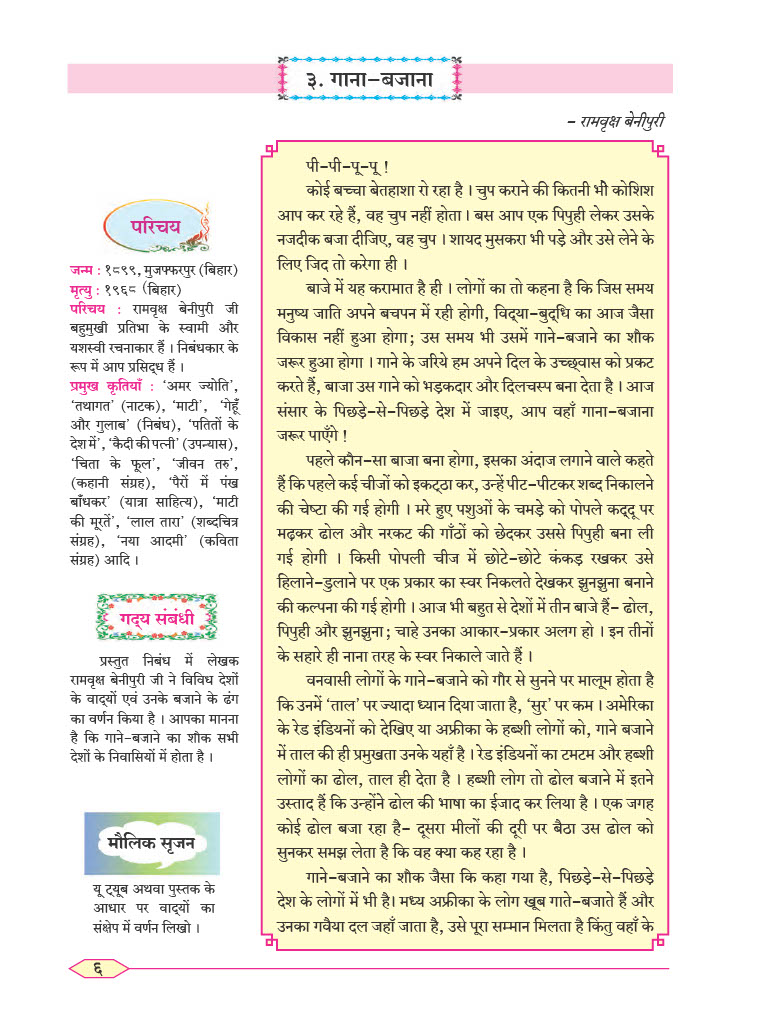 ३. गाना-बजाना
- रामवृक्ष बेनीपुरी
परिचय
जन्म : १८९९, मुजफ्फरपुर (बिहार)
मृत्यु : १९६८ (बिहार)
परिचय : रामवृक्ष बेनीपुरी जी
बहुमुखी प्रतिभा के स्वामी और
यशस्वी रचनाकार हैं । निबंधकार के
रूप में आप प्रसिद्ध हैं ।
प्रमुख कृतियाँ : ‘अमर ज्योति’,
‘तथागत’ (नाटक), ‘माटी’, ‘गेहूँ
और गुलाब’ (निबंध), ‘पतितों के
देश में’, ‘कैदी की पत्नी’ (उपन्यास),
‘चिता के फूल’, ‘जीवन तरु’,
(कहानी संग्रह), ‘पैरों में पंख
बाँधकर’ (यात्रा साहित्य), ‘माटी
की मूरतें’, ‘लाल तारा’ (शब्दचित्र
संग्रह), ‘नया आदमी’ (कविता
संग्रह) आदि ।
गद्य संबंधी
प्रस्तुत निबंध में लेखक
रामवृक्ष बेनीपुरी जी ने विविध देशों
के वाद्यों एवं उनके बजाने के ढंग
का वर्णन किया है । आपका मानना
है कि गाने-बजाने का शौक सभी
देशों के निवासियों में होता है ।
मौलिक सृजन
यू ट्यूब अथवा पुस्तक के
आधार पर वाद्यों का
संक्षेप में वर्णन लिखो ।
पी-पी-पू-पू !
कोई बच्चा बेतहाशा रो रहा है । चुप कराने की कितनी भी कोशिश
आप कर रहे हैं, वह चुप नहीं होता । बस आप एक पिपुही लेकर उसके
नजदीक बजा दीजिए, वह चुप । शायद मुसकरा भी पड़े और उसे लेने के
लिए जिद तो करेगा ही ।
बाजे में यह करामात है ही । लोगों का तो कहना है कि जिस समय
मनुष्य जाति अपने बचपन में रही होगी, विद्या-बुद्धि का आज जैसा
विकास नहीं हुआ होगा; उस समय भी उसमें गाने-बजाने का शौक
जरूर हुआ होगा । गाने के जरिये हम अपने दिल के उच्छ्वास को प्रकट
करते हैं, बाजा उस गाने को भड़कदार और दिलचस्प बना देता है । आज
संसार के पिछड़े-से-पिछड़े देश में जाइए, आप वहाँ गाना-बजाना
जरूर पाएँगे !
पहले कौन-सा बाजा बना होगा, इसका अंदाज लगाने वाले कहते
हैं कि पहले कई चीजों को इकट्ठा कर, उन्हें पीट-पीटकर शब्द निकालने
की चेष्टा की गई होगी । मरे हुए पशुओं के चमड़े को पोपले कद्दू पर
मढ़कर ढोल और नरकट की गाँठों को छेदकर उससे पिपुही बना ली
गई होगी । किसी पोपली चीज में छोटे-छोटे कंकड़ रखकर उसे
हिलाने-डुलाने पर एक प्रकार का स्वर निकलते देखकर झुनझुना बनाने
की कल्पना की गई होगी । आज भी बहुत से देशों में तीन बाजे हैं- ढोल,
पिपुही और झुनझुना; चाहे उनका आकार-प्रकार अलग हो । इन तीनों
के सहारे ही नाना तरह के स्वर निकाले जाते हैं ।
वनवासी लोगों के गाने-बजाने को गौर से सुनने पर मालूम होता है
कि उनमें ‘ताल’ पर ज्यादा ध्यान दिया जाता है, ‘सुर’ पर कम । अमेरिका
के रेड इंडियनों को देखिए या अफ्रीका के हब्शी लोगों को, गाने बजाने
में ताल की ही प्रमुखता उनके यहाँ है । रेड इंडियनों का टमटम और हब्शी
लोगों का ढोल, ताल ही देता है । हब्शी लोग तो ढोल बजाने में इतने
उस्ताद हैं कि उन्होंने ढोल की भाषा का ईजाद कर लिया है । एक जगह
कोई ढोल बजा रहा है- दूसरा मीलों की दूरी पर बैठा उस ढोल को
सुनकर समझ लेता है कि वह क्या कह रहा है ।
गाने-बजाने का शौक जैसा कि कहा गया है, पिछड़े-से-पिछड़े
देश के लोगों में भी है। मध्य अफ्रीका के लोग खूब गाते-बजाते हैं और
उनका गवैया दल जहाँ जाता है, उसे पूरा सम्मान मिलता है किंतु वहाँ के
६